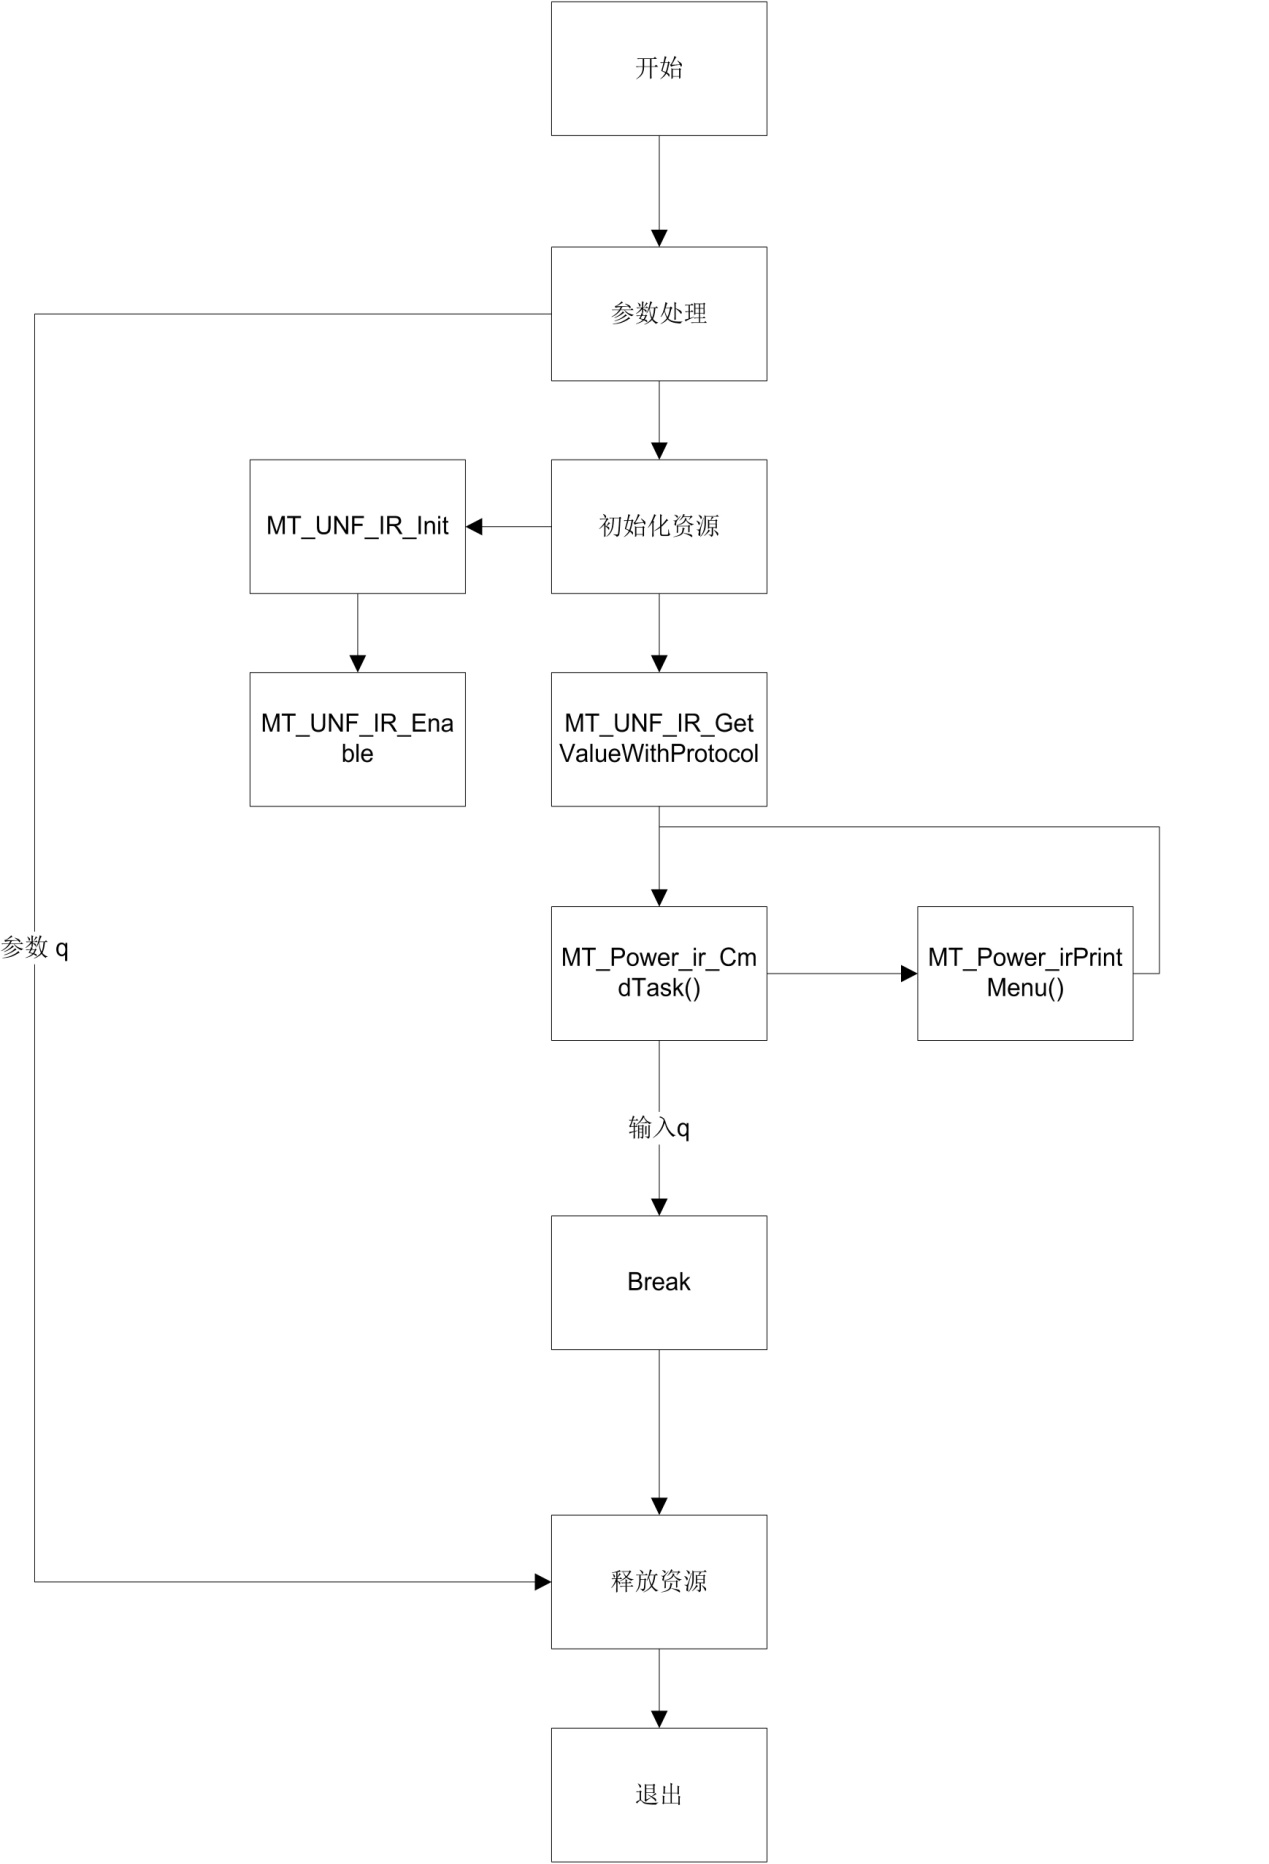 开始
参数处理
MT_UNF_IR_Init
初始化资源
MT_UNF_IR_Ena
ble
MT_UNF_IR_Get
ValueWithProtocol
参数 q
MT_Power_ir_Cm
dTask()
MT_Power_irPrint
Menu()
输入q
Break
释放资源
退出